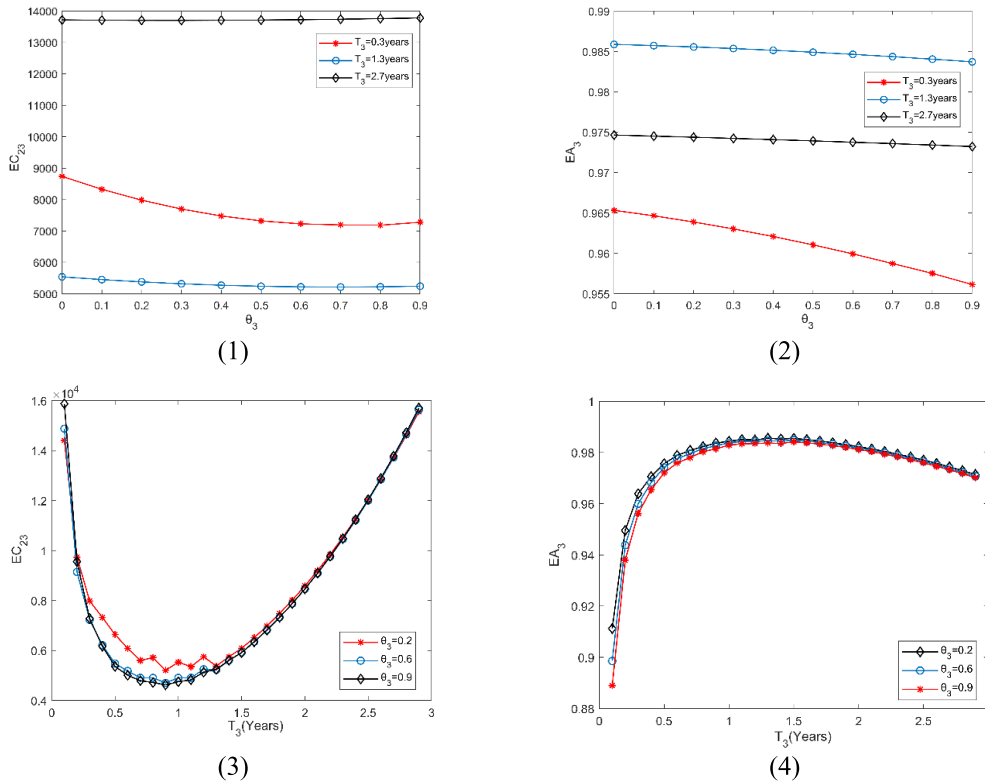 14000
13000
12000
11000
10000
9000
8000
7000
6000
5000
EC23
0 0.1 0.2 0.3 0.4 0.5 0.6 0.7 0.8 0.9
θ3
T3=0.3years
T3=1.3years
T3=2.7years
(1)
0.99
0.985
0.98
0.975
0.97
0.965
0.96
0.955
EA3
0 0.1 0.2 0.3 0.4 0.5 0.6 0.7 0.8 0.9
θ3
T3=0.3years
T3=1.3years
T3=2.7years
(2)
×10^4
1.6
1.4
1.2
1
0.8
0.6
0.4
EC23
0 0.5 1 1.5 2 2.5 3
T3(Years)
θ3=0.2
θ3=0.6
θ3=0.9
(3)
1
0.98
0.96
0.94
0.92
0.9
0.88
EA3
0 0.5 1 1.5 2 2.5
T3(Years)
θ3=0.2
θ3=0.6
θ3=0.9
(4)